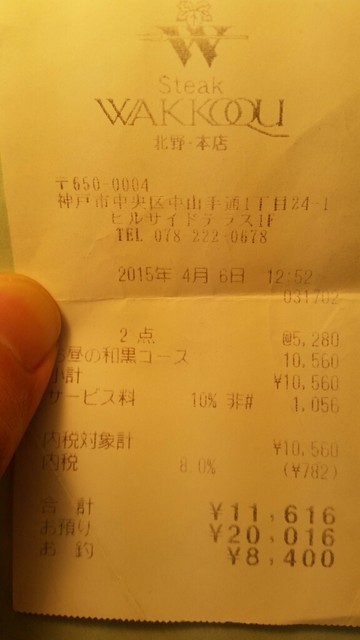 W
Steak
WAKKOQU
北野・本店
〒650-0004
神戸市中央区中山手通1丁目24-1
ヒルサイドテラス1F
TEL 078-222-0678
2015年 4月 6日 12:52
031702
2点 @5,280
昼の和黒コース 10,560
小計 ¥10,560
サービス料 10% 非# 1,056
内税対象計 ¥10,560
内税 8.0% (¥782)
合 計 ¥11,616
お預り ¥20,016
お 釣 ¥8,400